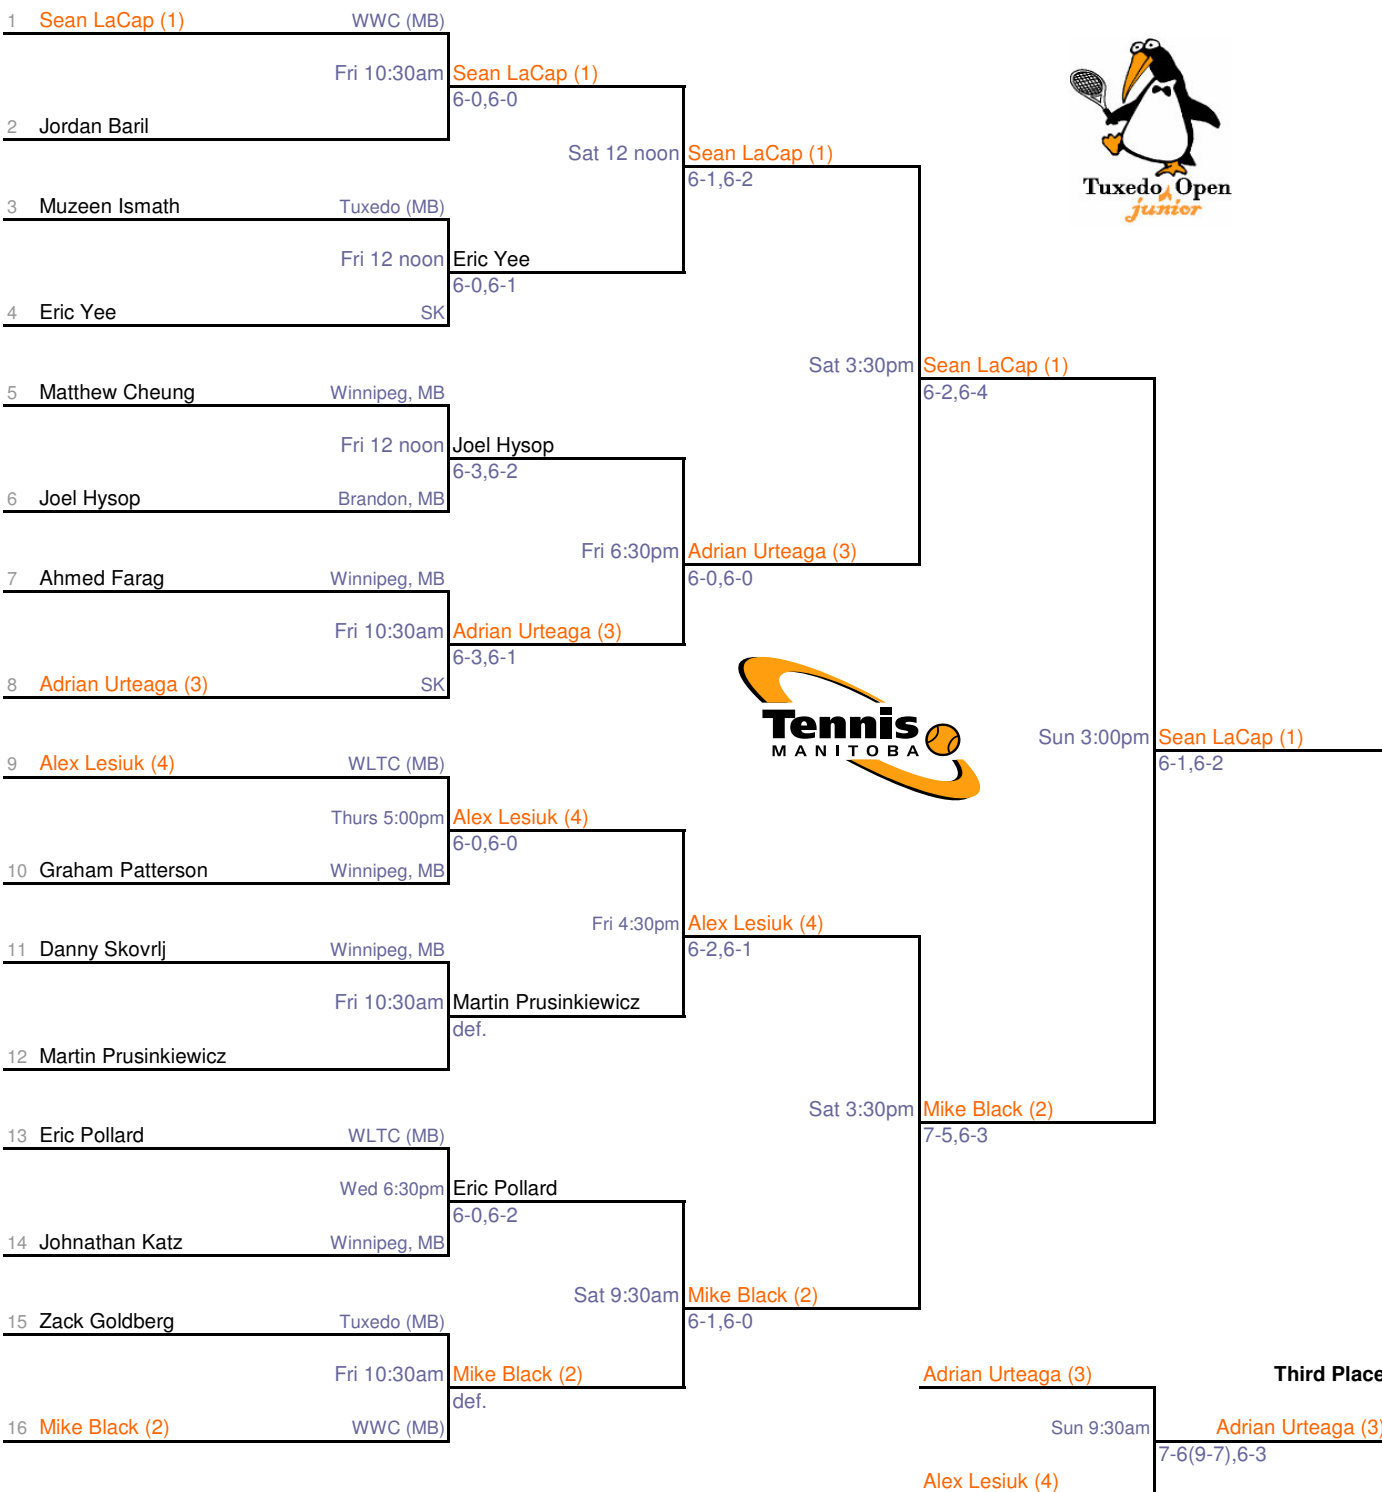 1 Sean LaCap (1) WWC (MB)
Fri 10:30am Sean LaCap (1)
6-0,6-0
2 Jordan Baril
Sat 12 noon Sean LaCap (1)
6-1,6-2
Tuxedo Open
junior
3 Muzeen Ismath Tuxedo (MB)
Fri 12 noon Eric Yee
6-0,6-1
4 Eric Yee SK
Sat 3:30pm Sean LaCap (1)
6-2,6-4
5 Matthew Cheung Winnipeg, MB
Fri 12 noon Joel Hysop
6-3,6-2
6 Joel Hysop Brandon, MB
Fri 6:30pm Adrian Urteaga (3)
6-0,6-0
7 Ahmed Farag Winnipeg, MB
Fri 10:30am Adrian Urteaga (3)
6-3,6-1
8 Adrian Urteaga (3) SK
Tennis
MANITOBA
Sun 3:00pm Sean LaCap (1)
6-1,6-2
9 Alex Lesiuk (4) WLTC (MB)
Thurs 5:00pm Alex Lesiuk (4)
6-0,6-0
10 Graham Patterson Winnipeg, MB
Fri 4:30pm Alex Lesiuk (4)
6-2,6-1
11 Danny Skovrlj Winnipeg, MB
Fri 10:30am Martin Prusinkiewicz
def.
12 Martin Prusinkiewicz
Sat 3:30pm Mike Black (2)
7-5,6-3
13 Eric Pollard WLTC (MB)
Wed 6:30pm Eric Pollard
6-0,6-2
14 Johnathan Katz Winnipeg, MB
Sat 9:30am Mike Black (2)
6-1,6-0
15 Zack Goldberg Tuxedo (MB)
Fri 10:30am Mike Black (2)
def.
16 Mike Black (2) WWC (MB)
Adrian Urteaga (3) Third Place
Sun 9:30am Adrian Urteaga (3)
7-6(9-7),6-3
Alex Lesiuk (4)